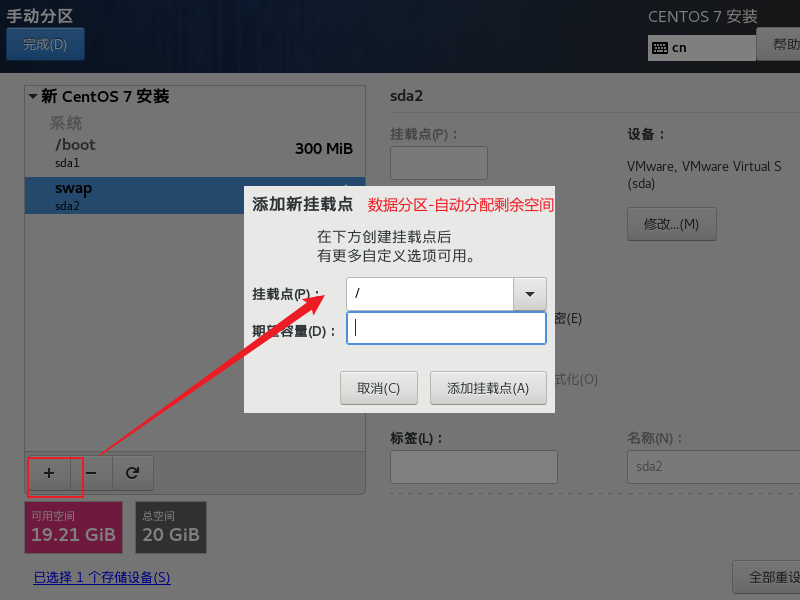 手动分区
CENTOS 7 安装
完成(D)
cn
帮助
新 CentOS 7 安装
系统
/boot
300 MiB
sda1
swap
sda2
sda2
挂载点(P)：
设备：
VMware, VMware Virtual S
(sda)
修改...(M)
添加新挂载点
数据分区-自动分配剩余空间
在下方创建挂载点后
有更多自定义选项可用。
挂载点(P)：
/
期望容量(D)：
取消(C)
添加挂载点(A)
密(E)
式化(O)
标签(L)：
名称(N)：
sda2
+
−
可用空间
19.21 GiB
总空间
20 GiB
已选择 1 个存储设备(S)
全部重设